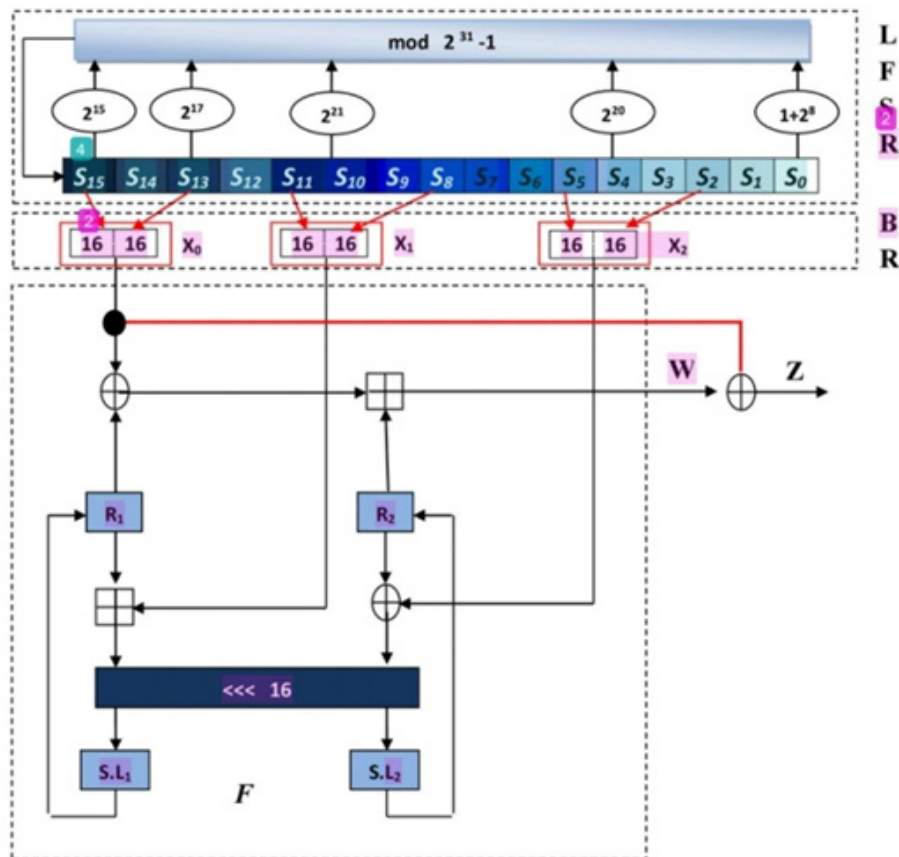 mod 2³¹-1
L
F
S
R
2¹⁵ 2¹⁷ 2²¹ 2²⁰ 1+2⁸
2
4
S₁₅ S₁₄ S₁₃ S₁₂ S₁₁ S₁₀ S₉ S₈ S₇ S₆ S₅ S₄ S₃ S₂ S₁ S₀
2
16 16 X₀ 16 16 X₁ 16 16 X₂
B
R
W Z
R₁ R₂
<<< 16
S.L₁ S.L₂
F